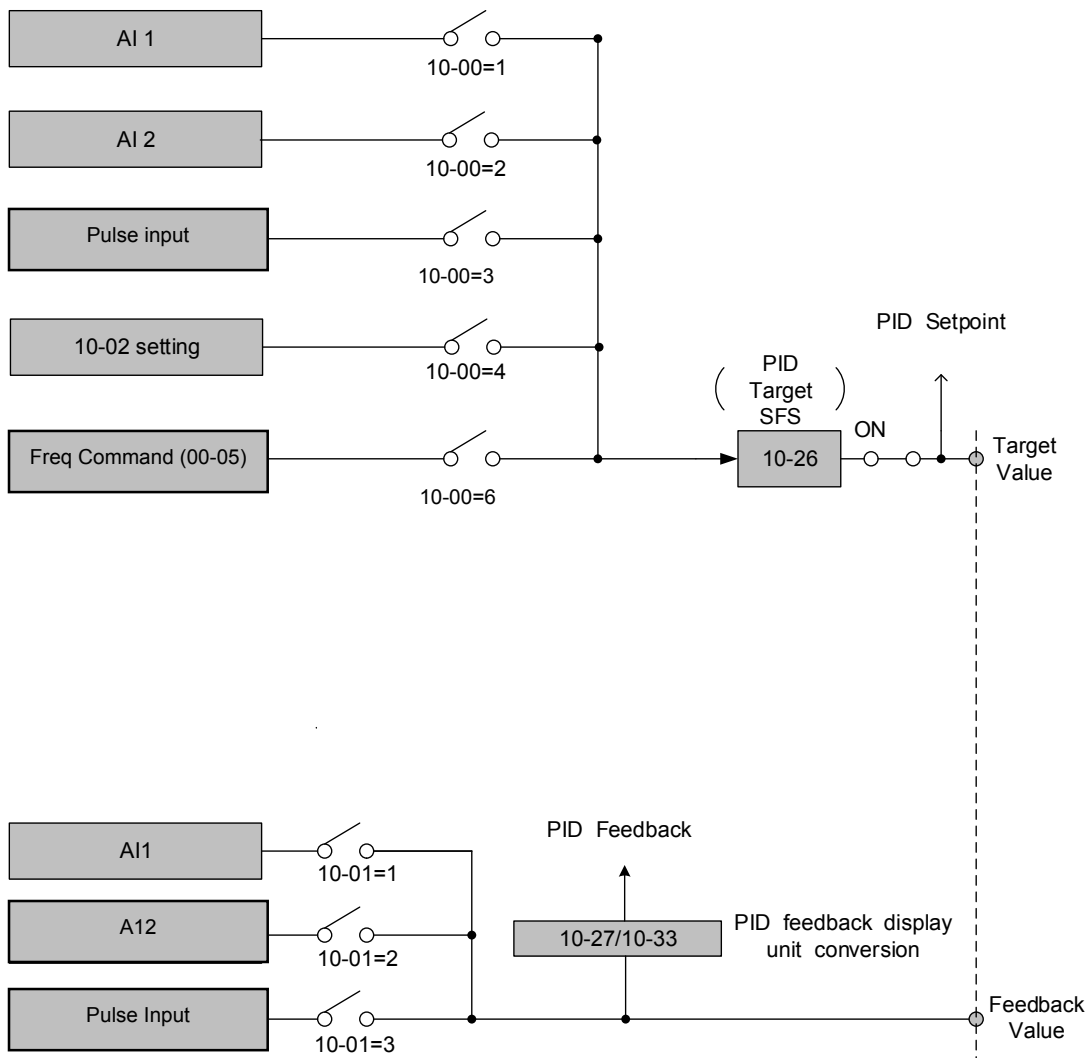 AI 1
10-00=1
AI 2
10-00=2
Pulse input
10-00=3
10-02 setting
10-00=4
Freq Command (00-05)
10-00=6
( PID )
Target
SFS
10-26
ON
PID Setpoint
Target
Value
AI1
10-01=1
A12
10-01=2
Pulse Input
10-01=3
PID Feedback
10-27/10-33
PID feedback display
unit conversion
Feedback
Value